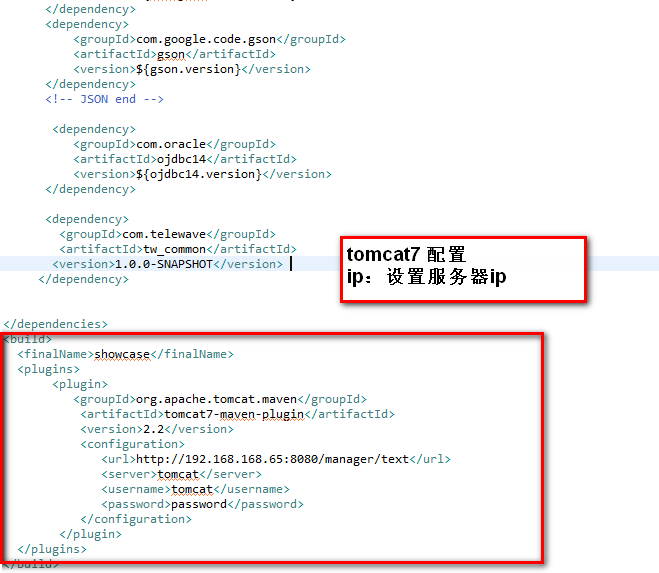 </dependency>
<dependency>
<groupId>com.google.code.gson</groupId>
<artifactId>gson</artifactId>
<version>${gson.version}</version>
</dependency>
<!-- JSON end -->
<dependency>
<groupId>com.oracle</groupId>
<artifactId>ojdbc14</artifactId>
<version>${ojdbc14.version}</version>
</dependency>
<dependency>
<groupId>com.telewave</groupId>
<artifactId>tw_common</artifactId>
<version>1.0.0-SNAPSHOT</version>
</dependency>
tomcat7 配置
ip：设置服务器ip
</dependencies>
<build>
<finalName>showcase</finalName>
<plugins>
<plugin>
<groupId>org.apache.tomcat.maven</groupId>
<artifactId>tomcat7-maven-plugin</artifactId>
<version>2.2</version>
<configuration>
<url>http://192.168.168.65:8080/manager/text</url>
<server>tomcat</server>
<username>tomcat</username>
<password>password</password>
</configuration>
</plugin>
</plugins>
</build>